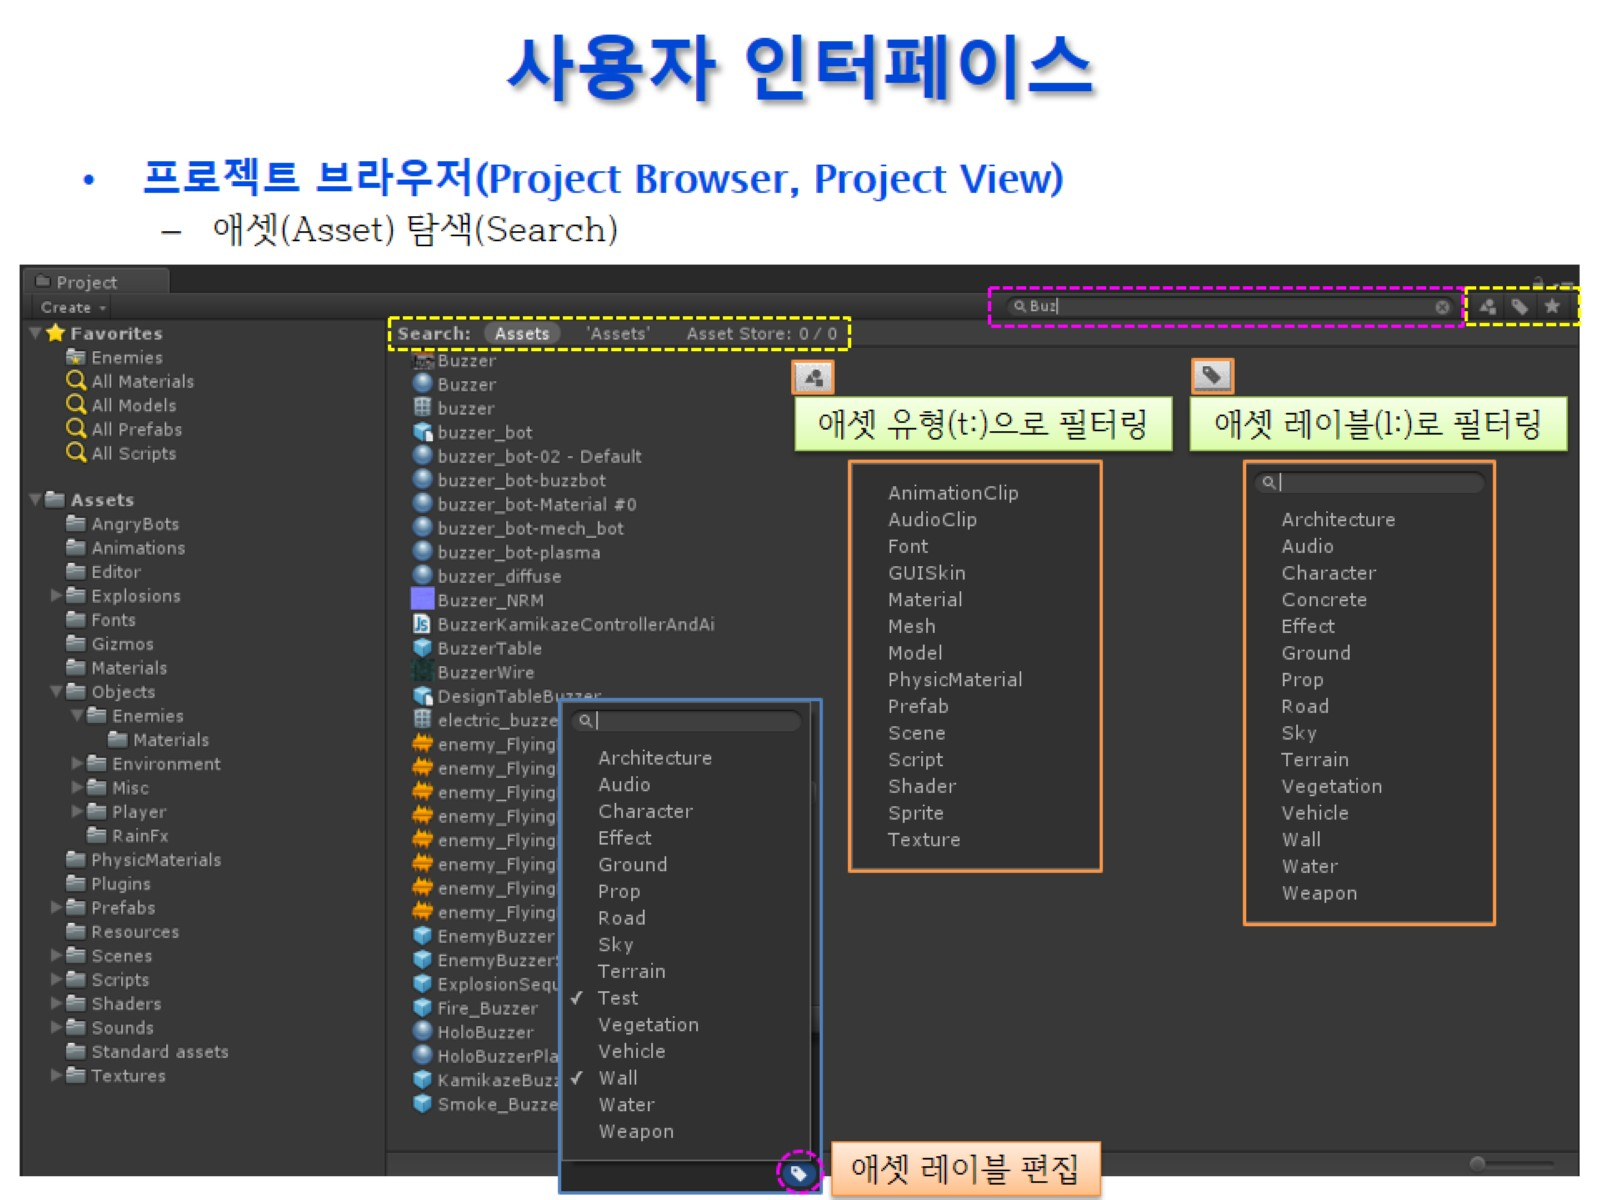 사용자 인터페이스
• 프로젝트 브라우저(Project Browser, Project View)
– 애셋(Asset) 탐색(Search)
Project
Create
Buz
Favorites
Enemies
All Materials
All Models
All Prefabs
All Scripts
Assets
AngryBots
Animations
Editor
Explosions
Fonts
Gizmos
Materials
Objects
Enemies
Materials
Environment
Misc
Player
RainFx
PhysicMaterials
Plugins
Prefabs
Resources
Scenes
Scripts
Shaders
Sounds
Standard assets
Textures
Search: Assets 'Assets' Asset Store: 0 / 0
Buzzer
Buzzer
buzzer
buzzer_bot
buzzer_bot-02 - Default
buzzer_bot-buzzbot
buzzer_bot-Material #0
buzzer_bot-mech_bot
buzzer_bot-plasma
buzzer_diffuse
Buzzer_NRM
BuzzerKamikazeControllerAndAi
BuzzerTable
BuzzerWire
DesignTableBuzzer
electric_buzze
enemy_Flying
enemy_Flying
enemy_Flying
enemy_Flying
enemy_Flying
enemy_Flying
enemy_Flying
enemy_Flying
EnemyBuzzer
EnemyBuzzer
ExplosionSequ
Fire_Buzzer
HoloBuzzer
HoloBuzzerPla
KamikazeBuzz
Smoke_Buzze
Architecture
Audio
Character
Effect
Ground
Prop
Road
Sky
Terrain
✓ Test
Vegetation
Vehicle
✓ Wall
Water
Weapon
애셋 레이블 편집
애셋 유형(t:)으로 필터링
AnimationClip
AudioClip
Font
GUISkin
Material
Mesh
Model
PhysicMaterial
Prefab
Scene
Script
Shader
Sprite
Texture
애셋 레이블(l:)로 필터링
Architecture
Audio
Character
Concrete
Effect
Ground
Prop
Road
Sky
Terrain
Vegetation
Vehicle
Wall
Water
Weapon